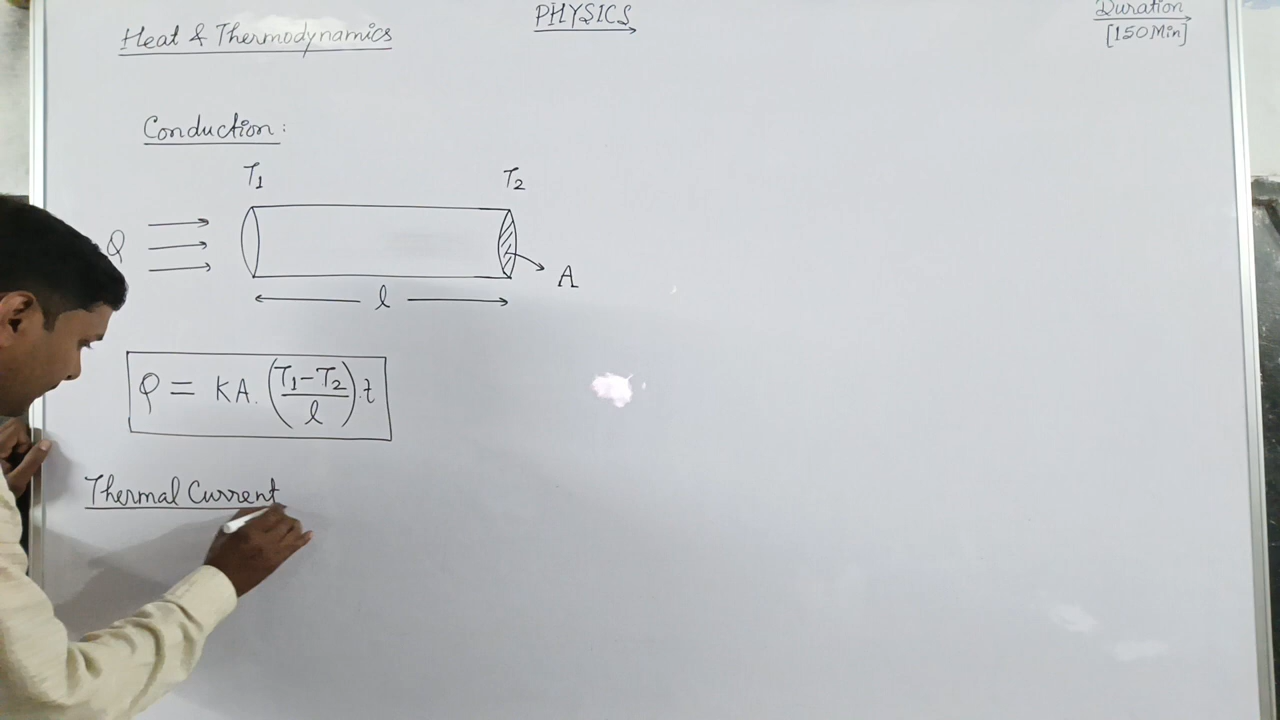 PHYSICS
Duration
[150 Min]
Heat & Thermodynamics
Conduction:
T₁ T₂
Q
A
l
Q = KA. (T₁-T₂/l).t
Thermal Current